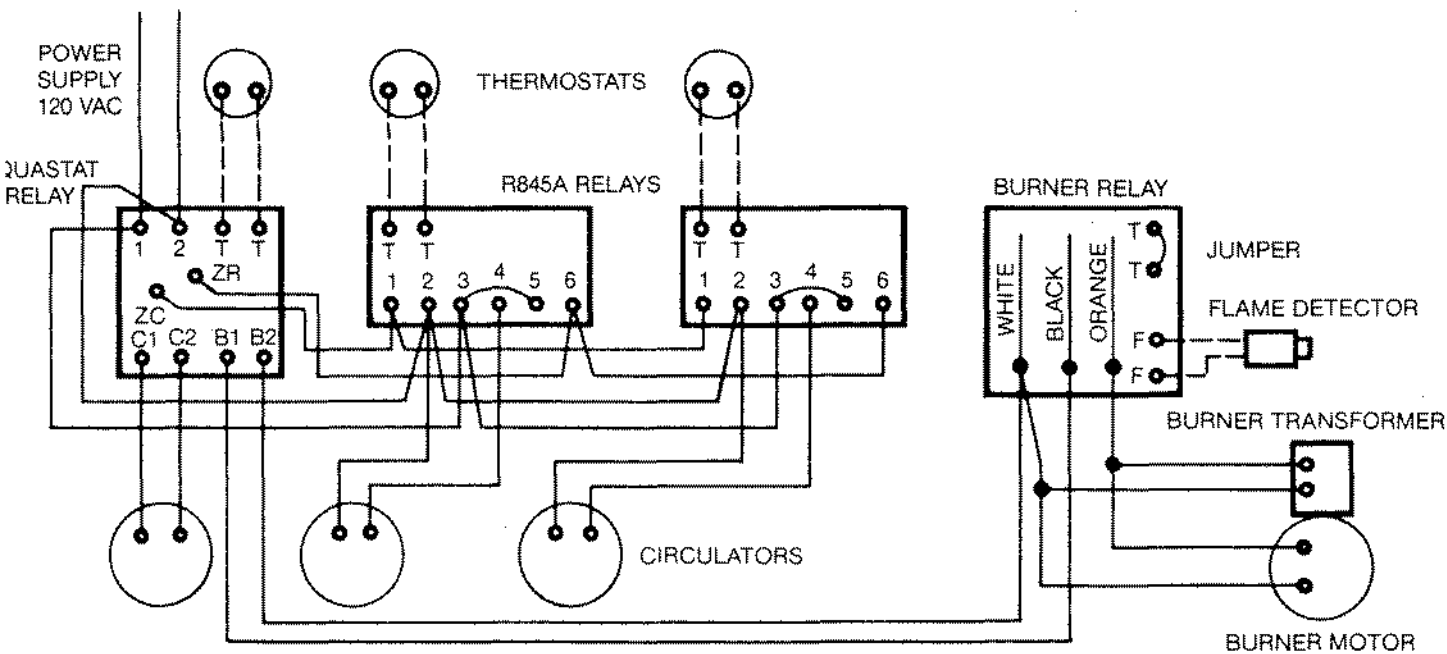 POWER
SUPPLY
120 VAC
THERMOSTATS
QUASTAT
RELAY
R845A RELAYS
BURNER RELAY
1 2 T T
T T
T T
T
T
JUMPER
ZR
1 2 3 4 5 6
1 2 3 4 5 6
WHITE
BLACK
ORANGE
ZC
C1 C2 B1 B2
FLAME DETECTOR
F
F
BURNER TRANSFORMER
CIRCULATORS
BURNER MOTOR